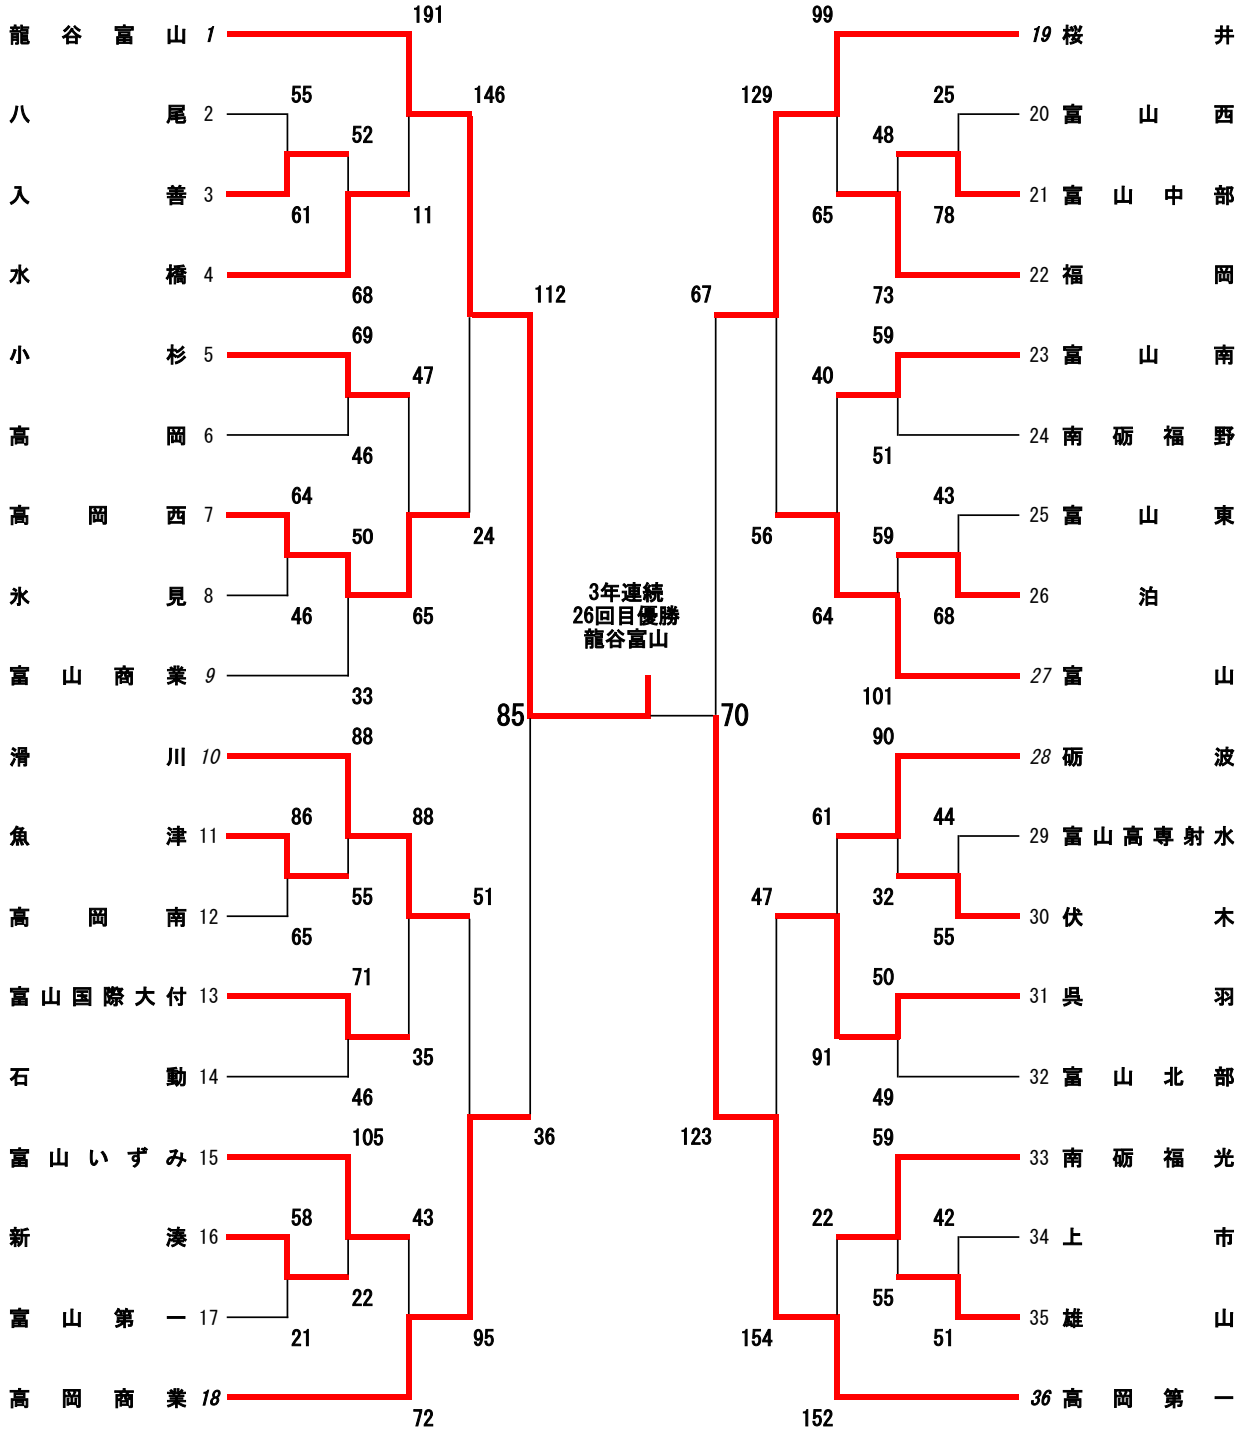 191
99
龍谷富山 1
19 桜井
55
146
129
25
八尾 2
20 富山西
52
48
入善 3
21 富山中部
61
11
65
78
水橋 4
22 福岡
68
112
67
73
69
59
小杉 5
23 富山南
47
40
高岡 6
24 南砺福野
46
51
64
43
高岡西 7
25 富山東
50
24
56
59
3年連続
氷見 8
26 泊
46
65
26回目優勝
64
68
龍谷富山
富山商業 9
27 富山
33
101
85
70
88
90
滑川 10
28 砺波
86
88
61
44
魚津 11
29 富山高専射水
55
51
47
32
高岡南 12
30 伏木
65
55
71
50
富山国際大付 13
31 呉羽
35
91
石動 14
32 富山北部
46
49
105
36
123
59
富山いずみ 15
33 南砺福光
58
43
22
42
新湊 16
34 上市
22
55
富山第一 17
35 雄山
21
95
154
51
高岡商業 18
36 高岡第一
72
152